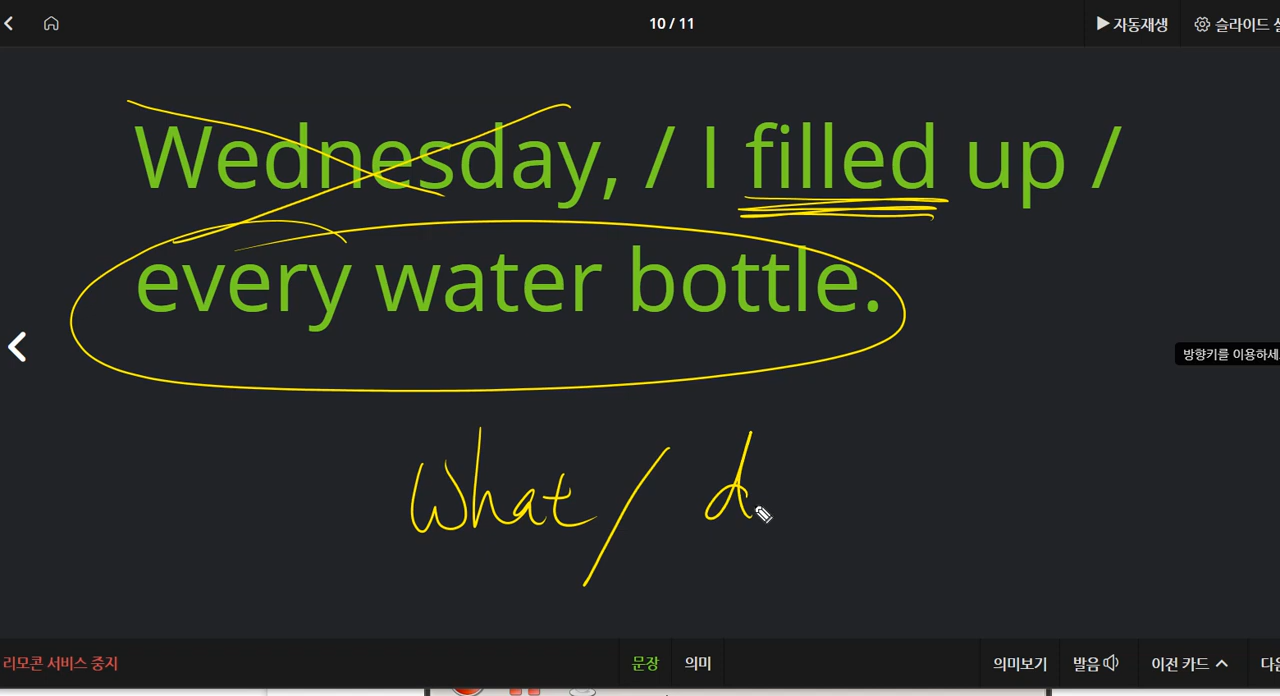 10 / 11
▶ 자동재생
슬라이드
Wednesday, / I filled up /
every water bottle.
방향키를 이용하세
What / d
리모콘 서비스 중지
문장
의미
의미보기
발음
이전 카드
다음